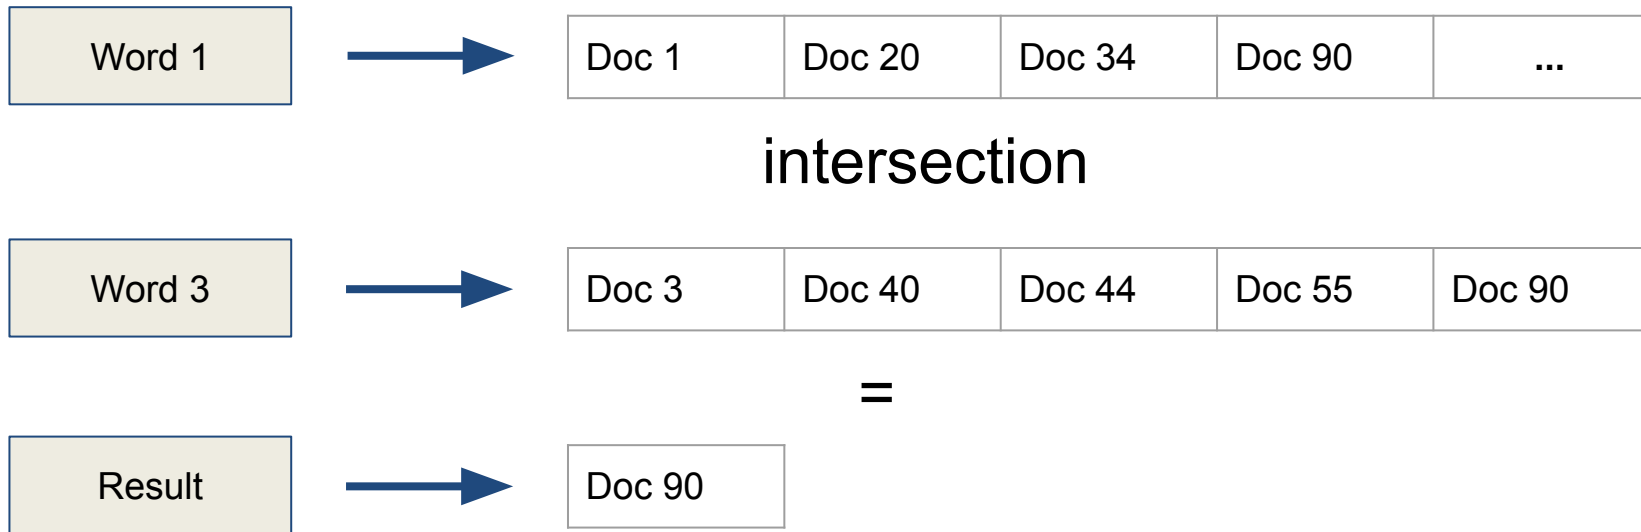 Word 1 Doc 1 Doc 20 Doc 34 Doc 90 ...
intersection
Word 3 Doc 3 Doc 40 Doc 44 Doc 55 Doc 90
=
Result Doc 90